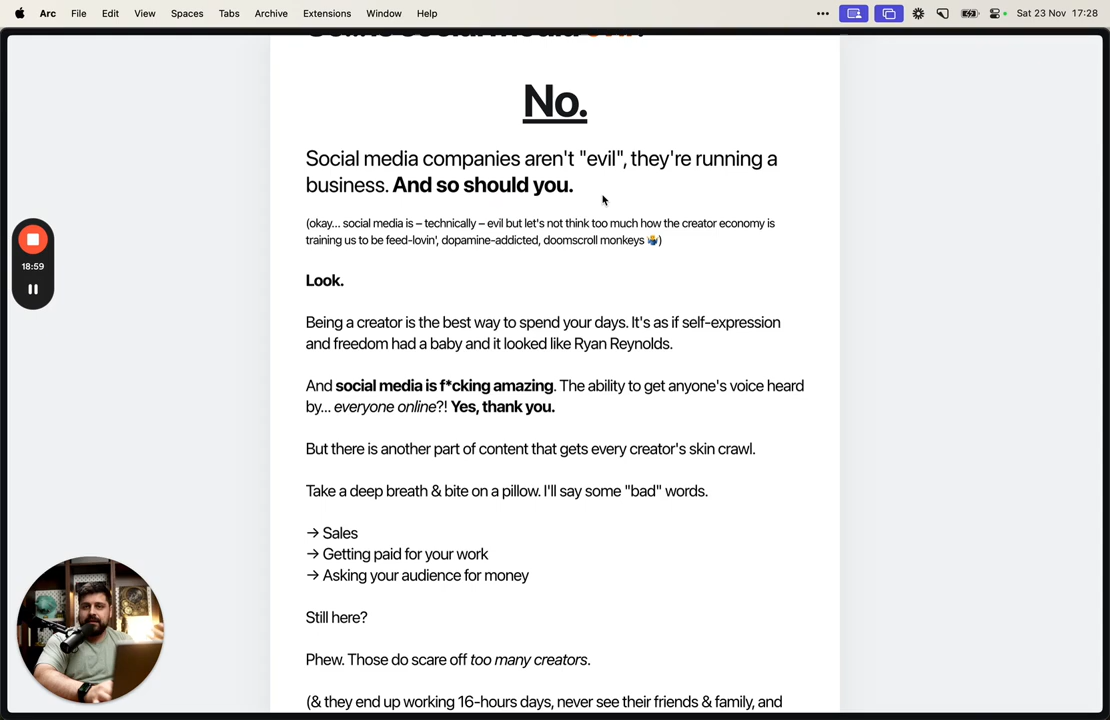 Arc File Edit View Spaces Tabs Archive Extensions Window Help Sat 23 Nov 17:28
No.
Social media companies aren't "evil", they're running a
business. And so should you.
(okay... social media is – technically – evil but let's not think too much how the creator economy is
training us to be feed-lovin', dopamine-addicted, doomscroll monkeys 🤹)
18:59
Look.
Being a creator is the best way to spend your days. It's as if self-expression
and freedom had a baby and it looked like Ryan Reynolds.
And social media is f*cking amazing. The ability to get anyone's voice heard
by... everyone online?! Yes, thank you.
But there is another part of content that gets every creator's skin crawl.
Take a deep breath & bite on a pillow. I'll say some "bad" words.
→ Sales
→ Getting paid for your work
→ Asking your audience for money
Still here?
Phew. Those do scare off too many creators.
(& they end up working 16-hours days, never see their friends & family, and